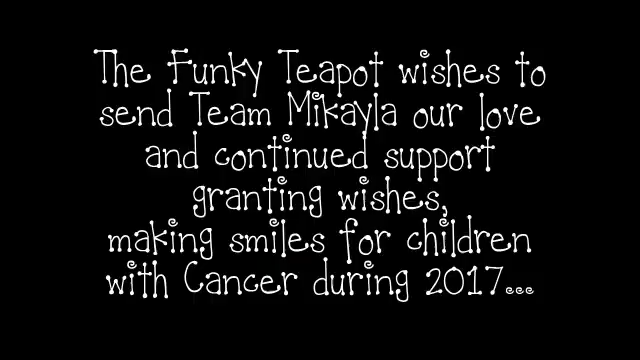 The Funky Teapot wishes to
send Team Mikayla our love
and continued support
granting wishes,
making smiles for children
with Cancer during 2017...